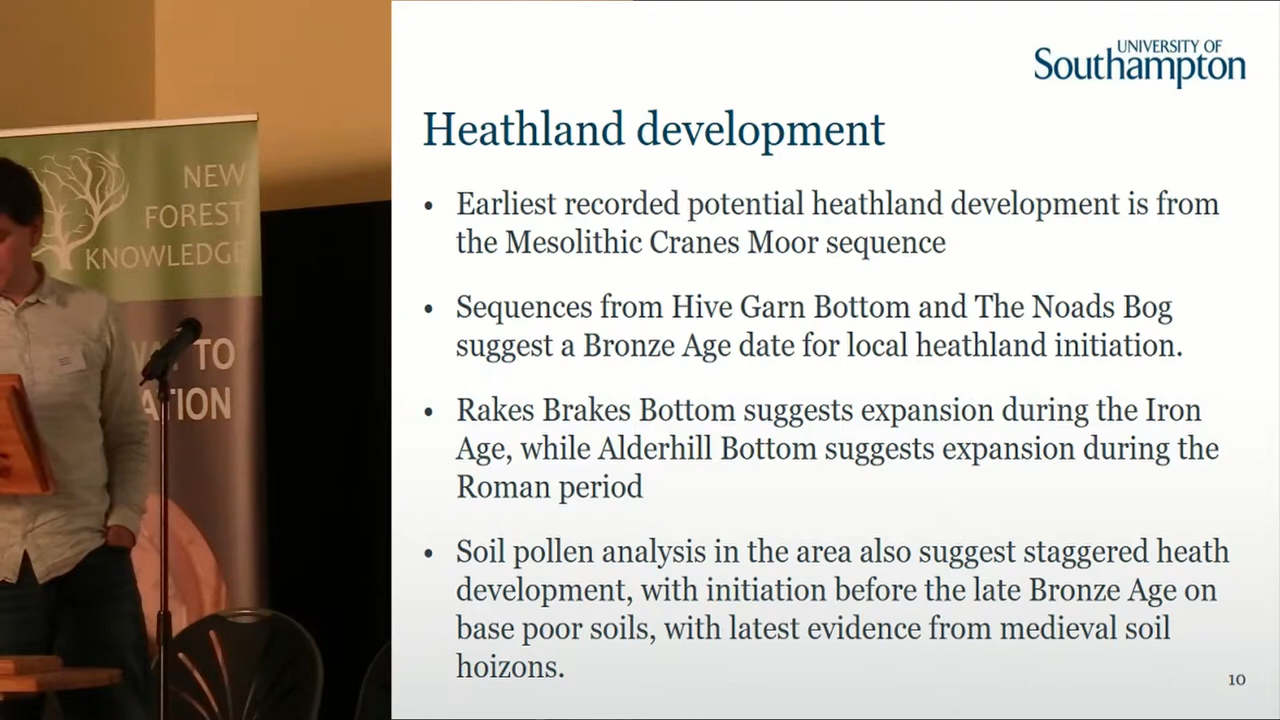 NEW
FOREST
KNOWLEDGE
TO
ATION
UNIVERSITY OF
Southampton
Heathland development
• Earliest recorded potential heathland development is from
the Mesolithic Cranes Moor sequence
• Sequences from Hive Garn Bottom and The Noads Bog
suggest a Bronze Age date for local heathland initiation.
• Rakes Brakes Bottom suggests expansion during the Iron
Age, while Alderhill Bottom suggests expansion during the
Roman period
• Soil pollen analysis in the area also suggest staggered heath
development, with initiation before the late Bronze Age on
base poor soils, with latest evidence from medieval soil
hoizons.
10